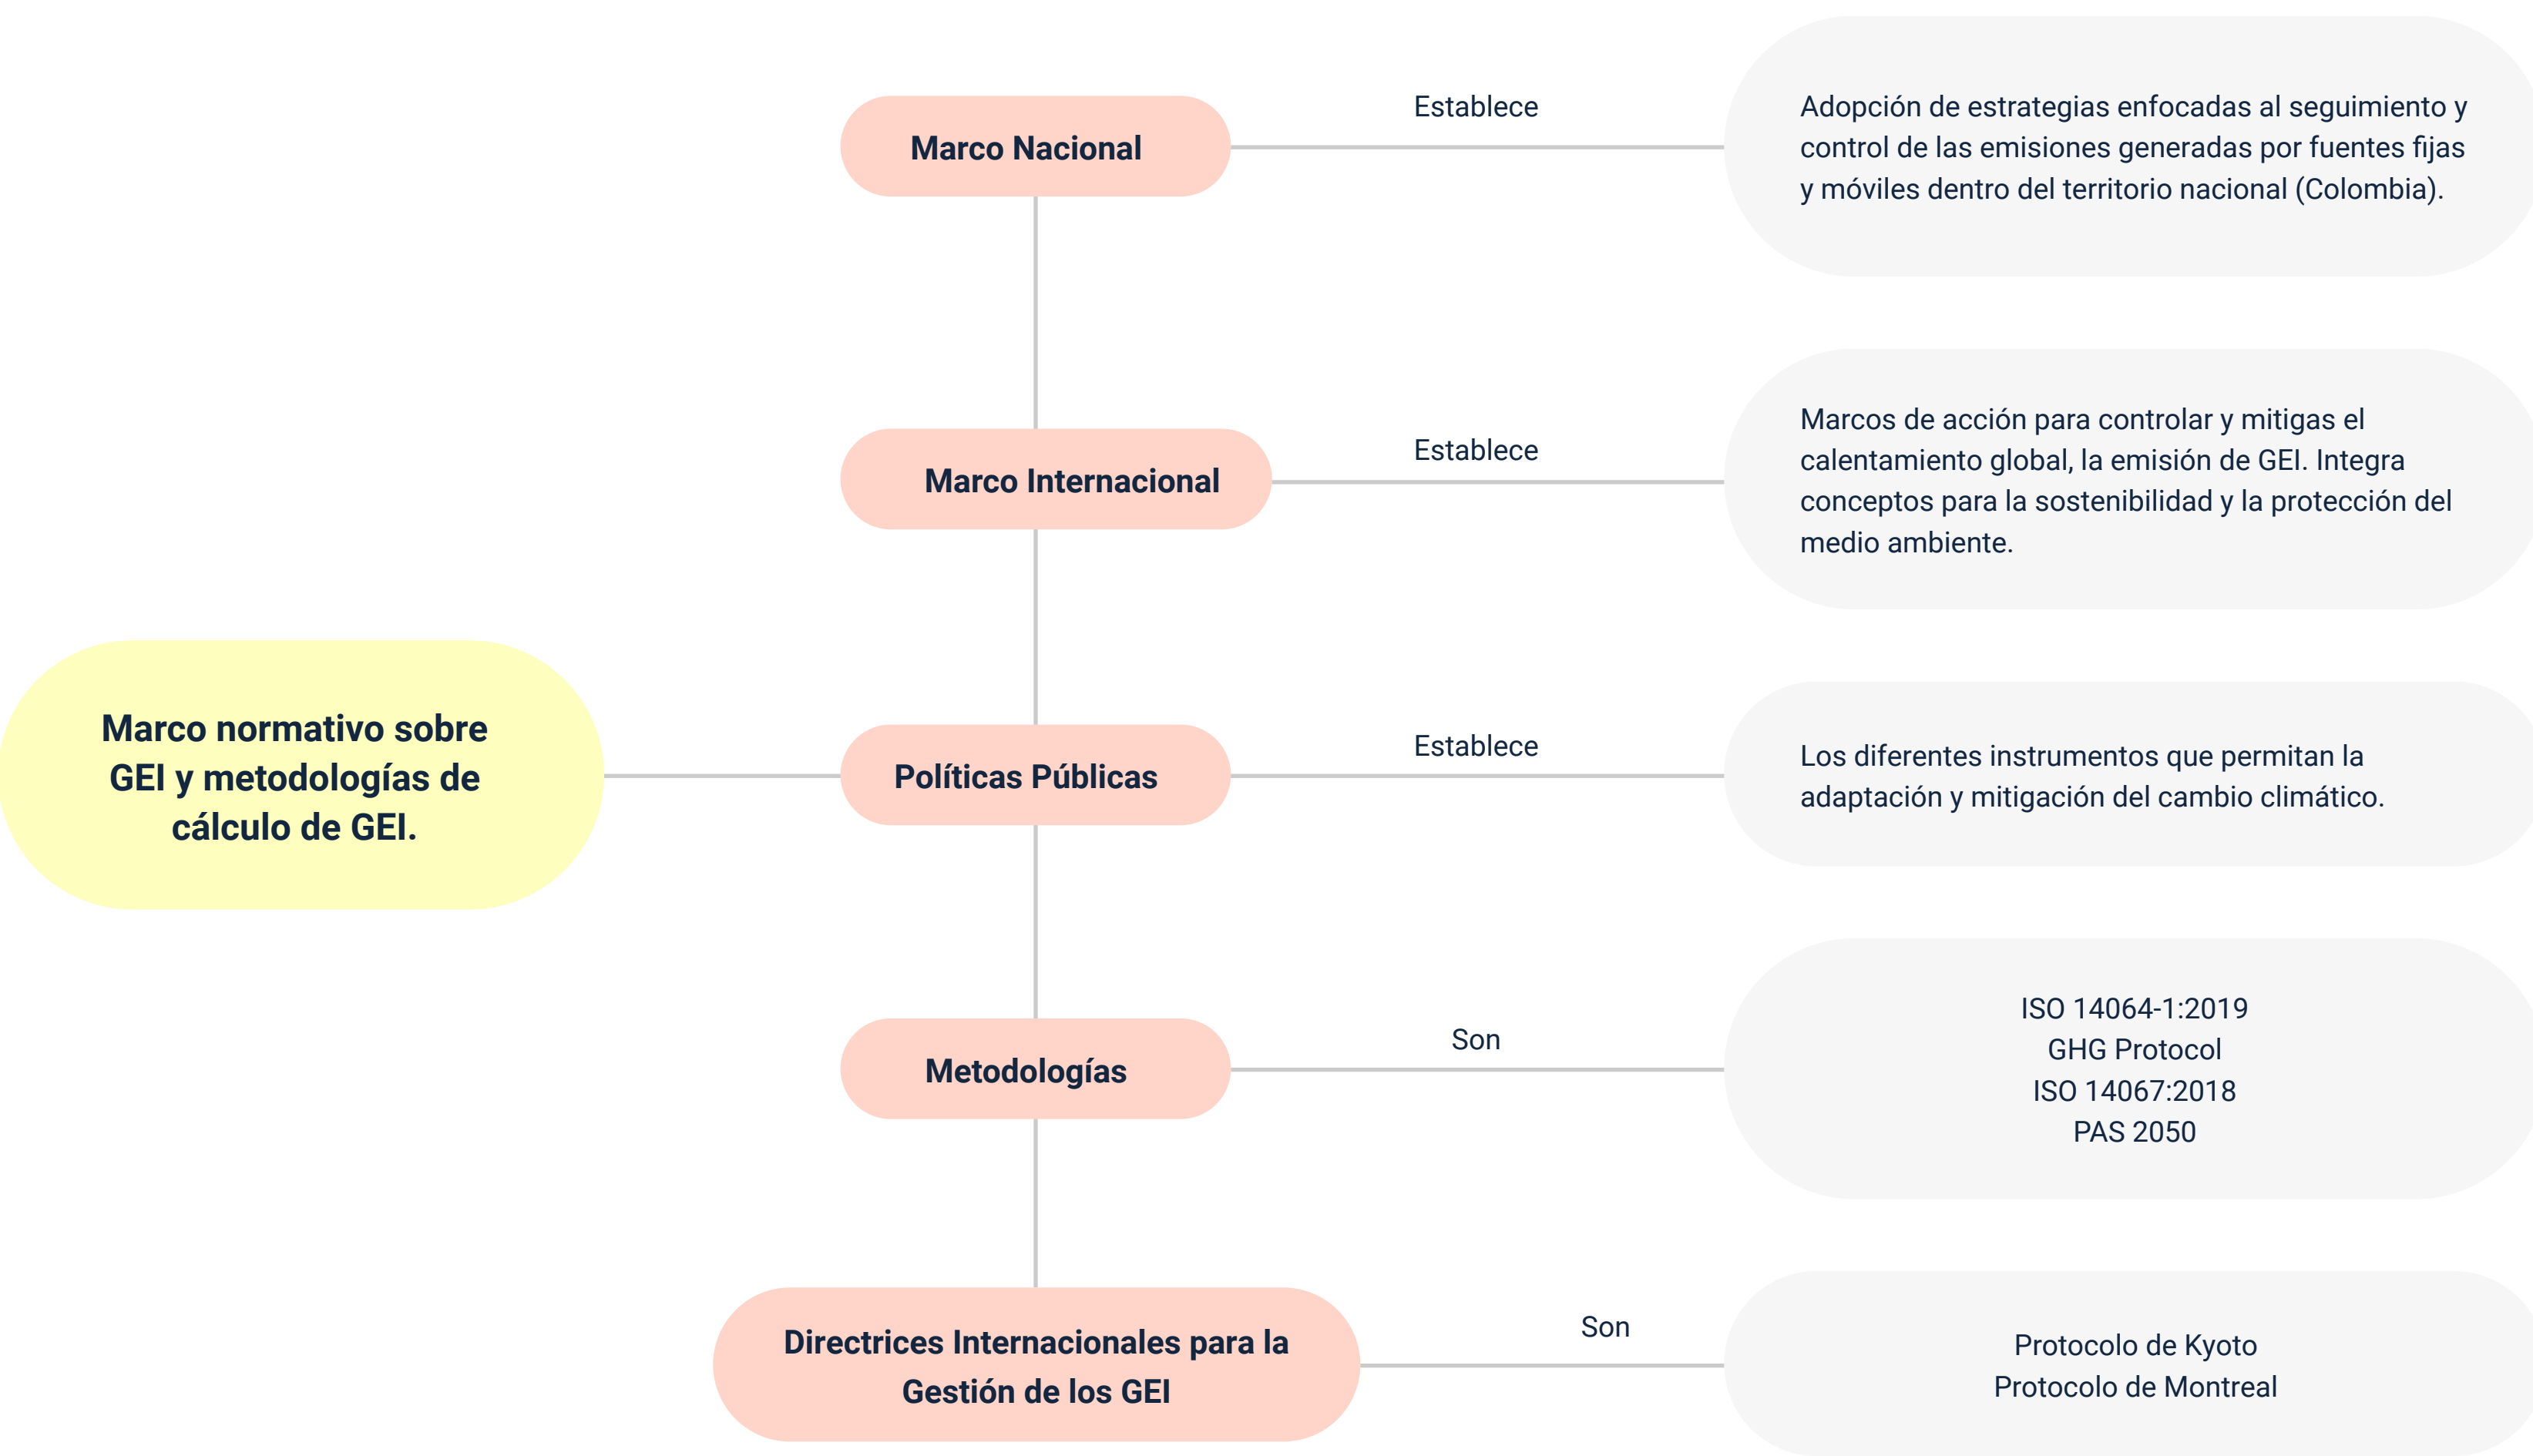 Marco normativo sobre
GEI y metodologías de
cálculo de GEI.
Marco Nacional
Establece
Adopción de estrategias enfocadas al seguimiento y
control de las emisiones generadas por fuentes fijas
y móviles dentro del territorio nacional (Colombia).
Marco Internacional
Establece
Marcos de acción para controlar y mitigas el
calentamiento global, la emisión de GEI. Integra
conceptos para la sostenibilidad y la protección del
medio ambiente.
Políticas Públicas
Establece
Los diferentes instrumentos que permitan la
adaptación y mitigación del cambio climático.
Metodologías
Son
ISO 14064-1:2019
GHG Protocol
ISO 14067:2018
PAS 2050
Directrices Internacionales para la
Gestión de los GEI
Son
Protocolo de Kyoto
Protocolo de Montreal